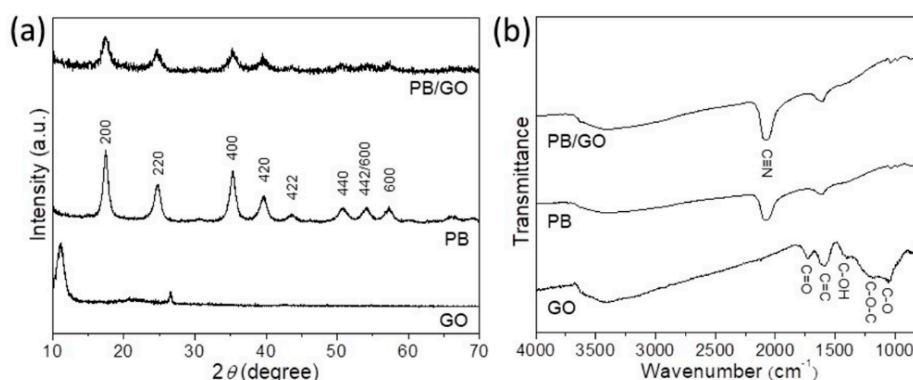 (a)
Intensity (a.u.)
PB/GO
200
220
400
420
422
440
442/600
600
PB
GO
10 20 30 40 50 60 70
2θ(degree)
(b)
Transmittance
PB/GO
C≡N
PB
GO
C=O
C=C
C-OH
C-O-C
C-O
4000 3500 3000 2500 2000 1500 1000
Wavenumber (cm⁻¹)